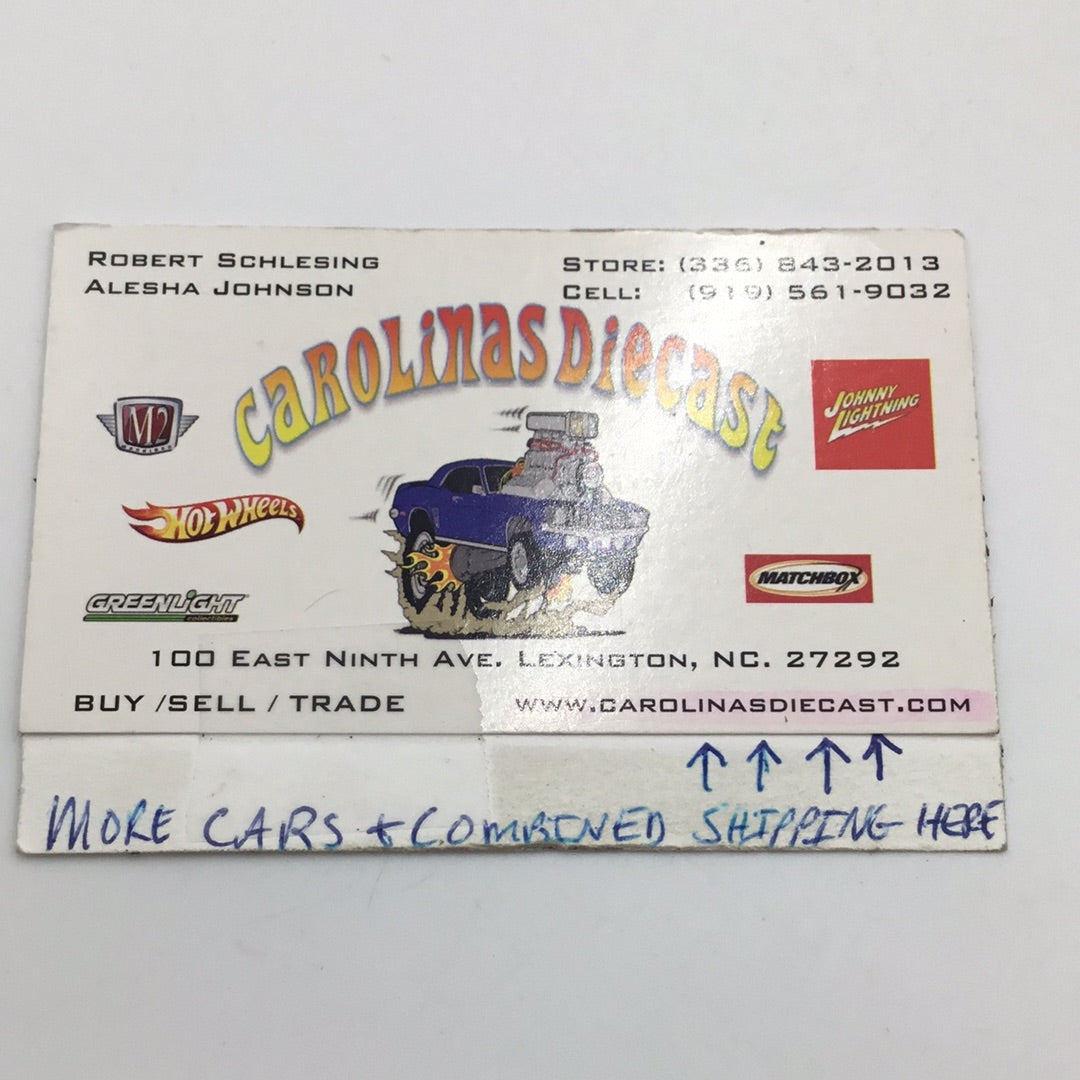 ROBERT SCHLESING
ALESHA JOHNSON
STORE: (336) 843-2013
CELL: (919) 561-9032
CAROLINAS DIECAST
M2
JOHNNY LIGHTNING
HOT WHEELS
MATCHBOX
GREENLIGHT
collectibles
100 EAST NINTH AVE. LEXINGTON, NC. 27292
BUY /SELL / TRADE
WWW.CAROLINASDIECAST.COM
MORE CARS + COMBINED SHIPPING HERE